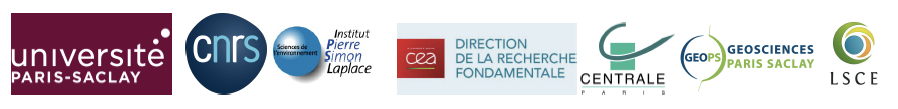 université
PARIS-SACLAY
cnrs
Sciences de
l'environnement
Institut
Pierre
Simon
Laplace
cea
DIRECTION
DE LA RECHERCHE
FONDAMENTALE
CENTRALE
PARIS
GEOPS
GEOSCIENCES
PARIS SACLAY
LSCE